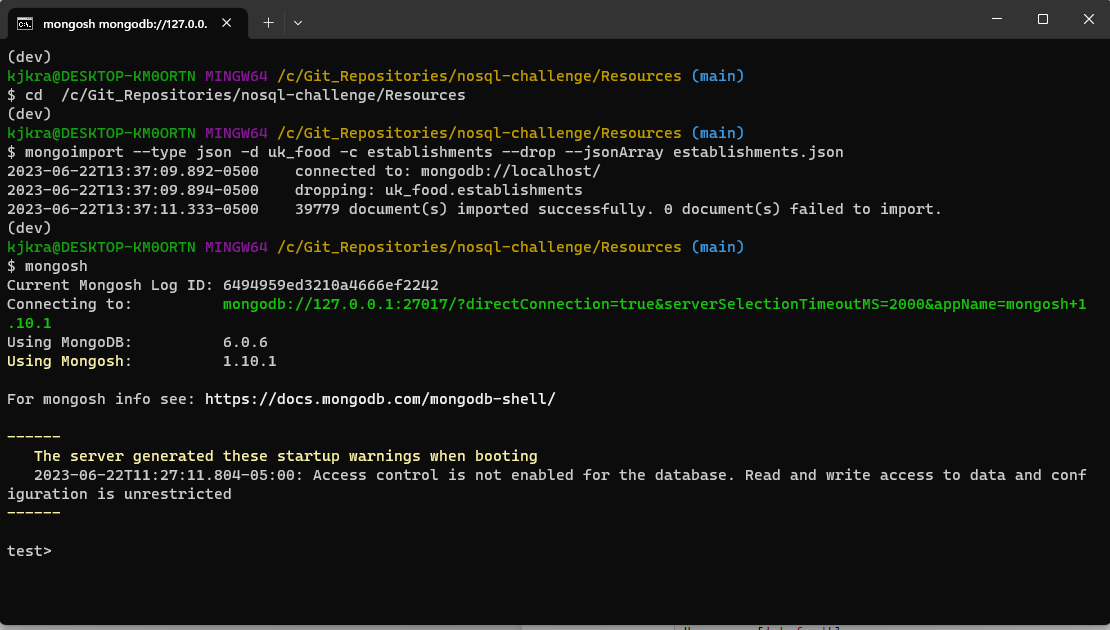 mongosh mongodb://127.0.0.
(dev)
kjkra@DESKTOP-KM0ORTN MINGW64 /c/Git_Repositories/nosql-challenge/Resources (main)
$ cd  /c/Git_Repositories/nosql-challenge/Resources
(dev)
kjkra@DESKTOP-KM0ORTN MINGW64 /c/Git_Repositories/nosql-challenge/Resources (main)
$ mongoimport --type json -d uk_food -c establishments --drop --jsonArray establishments.json
2023-06-22T13:37:09.892-0500    connected to: mongodb://localhost/
2023-06-22T13:37:09.894-0500    dropping: uk_food.establishments
2023-06-22T13:37:11.333-0500    39779 document(s) imported successfully. 0 document(s) failed to import.
(dev)
kjkra@DESKTOP-KM0ORTN MINGW64 /c/Git_Repositories/nosql-challenge/Resources (main)
$ mongosh
Current Mongosh Log ID: 6494959ed3210a4666ef2242
Connecting to:          mongodb://127.0.0.1:27017/?directConnection=true&serverSelectionTimeoutMS=2000&appName=mongosh+1
.10.1
Using MongoDB:          6.0.6
Using Mongosh:          1.10.1
For mongosh info see: https://docs.mongodb.com/mongodb-shell/
------
   The server generated these startup warnings when booting
   2023-06-22T11:27:11.804-05:00: Access control is not enabled for the database. Read and write access to data and conf
iguration is unrestricted
------
test>